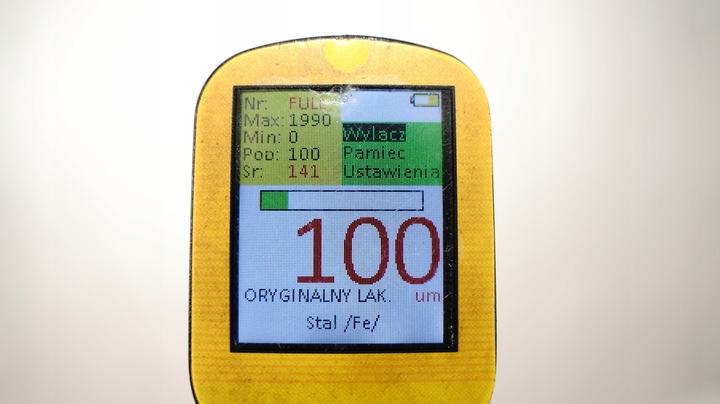 Nr: FULL
Max: 1990
Min: 0
Pop: 100
Sr: 141
Wylacz
Pamiec
Ustawienia
100
ORYGINALNY LAK. um
Stal /Fe/